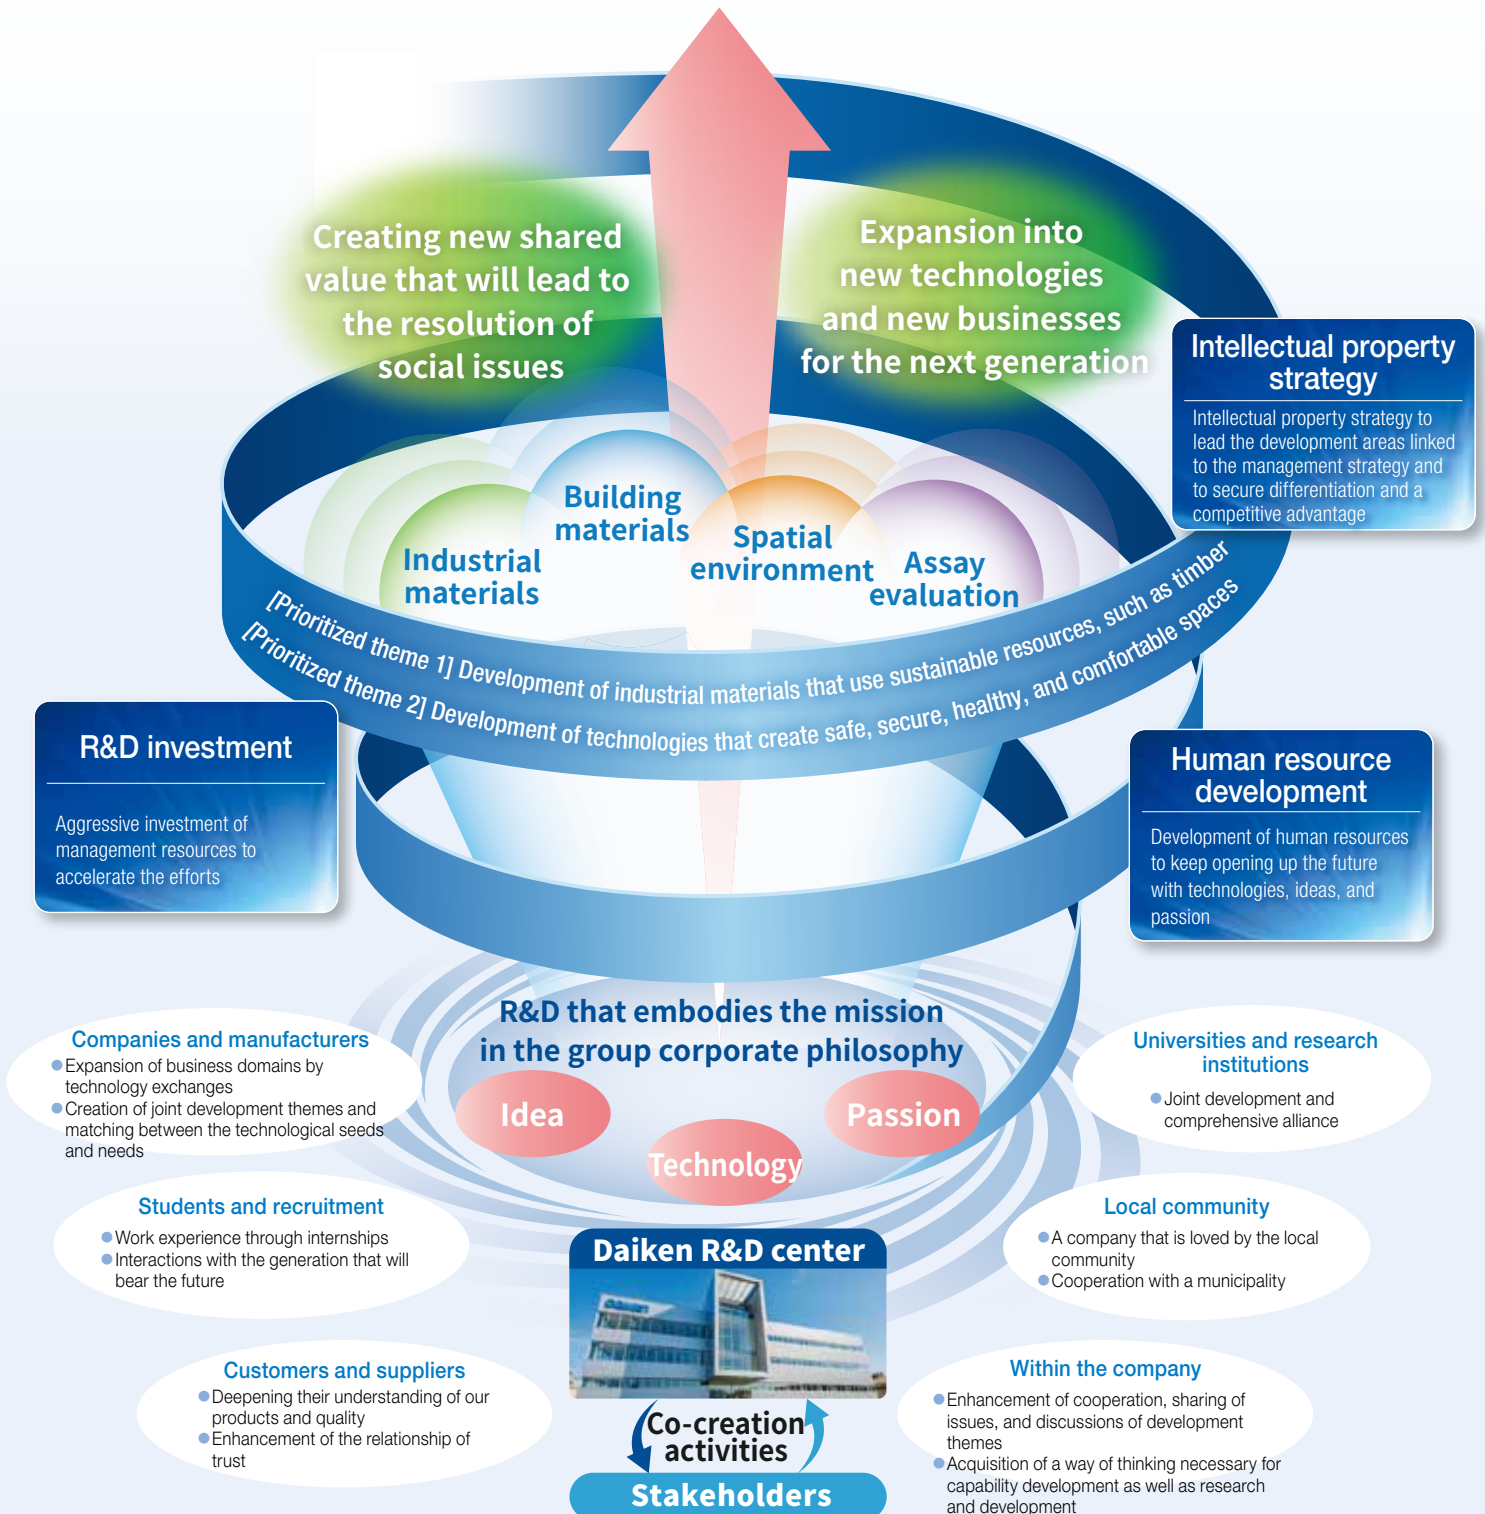 Creating new shared
value that will lead to
the resolution of
social issues
Expansion into
new technologies
and new businesses
for the next generation
Intellectual property
strategy
Intellectual property strategy to
lead the development areas linked
to the management strategy and
to secure differentiation and a
competitive advantage
Industrial
materials
Building
materials
Spatial
environment
Assay
evaluation
[Prioritized theme 1] Development of industrial materials that use sustainable resources, such as timber
[Prioritized theme 2] Development of technologies that create safe, secure, healthy, and comfortable spaces
R&D investment
Aggressive investment of
management resources to
accelerate the efforts
Human resource
development
Development of human resources
to keep opening up the future
with technologies, ideas, and
passion
R&D that embodies the mission
in the group corporate philosophy
Idea
Technology
Passion
Companies and manufacturers
●Expansion of business domains by
technology exchanges
●Creation of joint development themes and
matching between the technological seeds
and needs
Universities and research
institutions
●Joint development and
comprehensive alliance
Students and recruitment
●Work experience through internships
●Interactions with the generation that will
bear the future
Local community
●A company that is loved by the local
community
●Cooperation with a municipality
Daiken R&D center
Customers and suppliers
●Deepening their understanding of our
products and quality
●Enhancement of the relationship of
trust
Within the company
●Enhancement of cooperation, sharing of
issues, and discussions of development
themes
●Acquisition of a way of thinking necessary for
capability development as well as research
and development
Co-creation
activities
Stakeholders